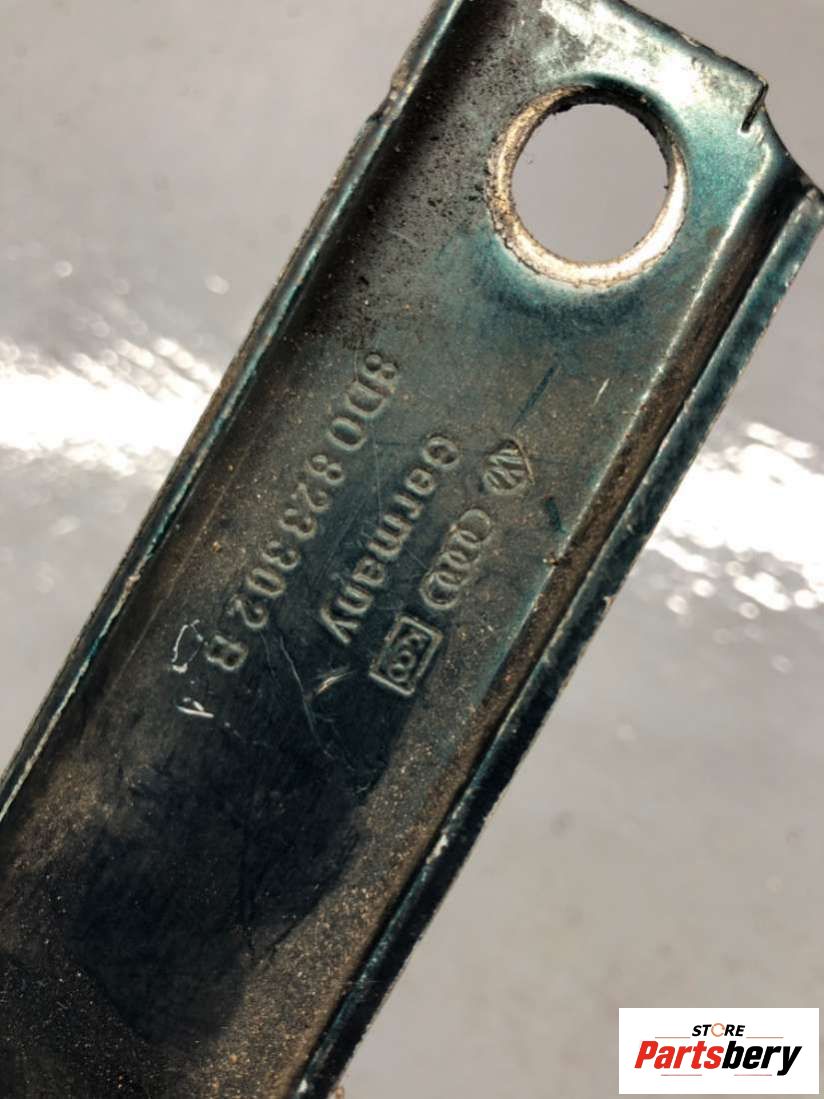 8D0 823 302 B
Germany
STORE
Partsbery